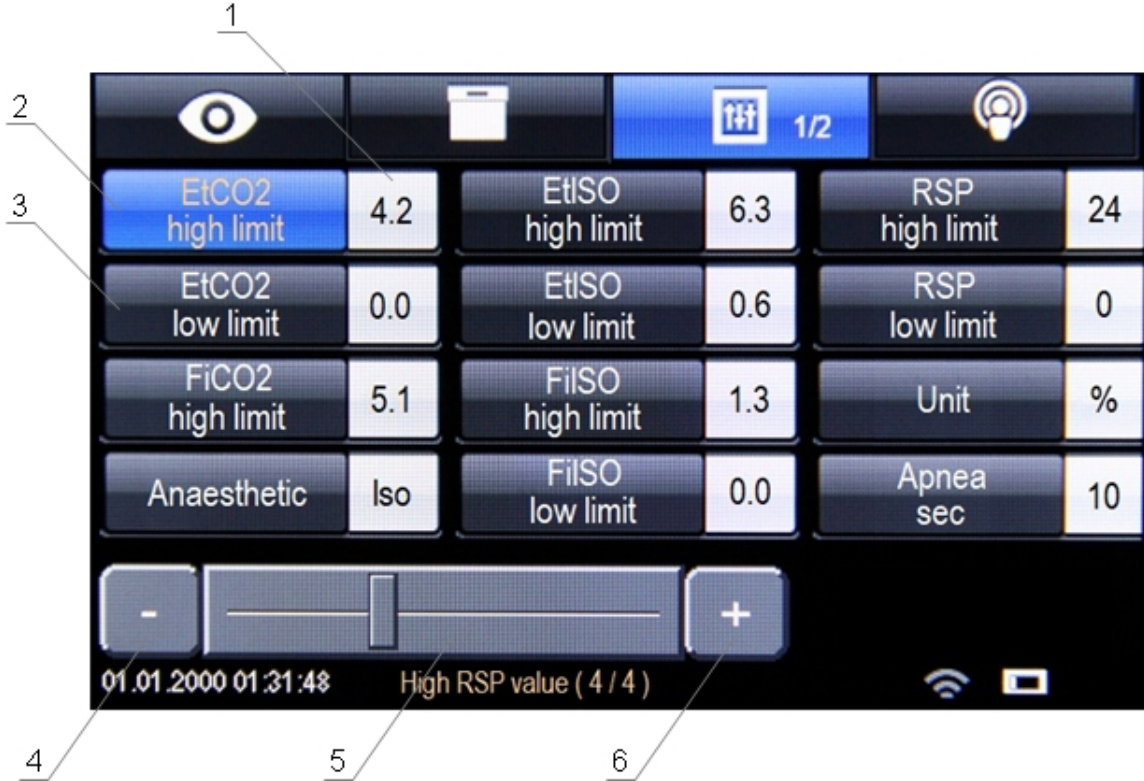 1
2
3
1/2
EtCO2
high limit
4.2
EtISO
high limit
6.3
RSP
high limit
24
EtCO2
low limit
0.0
EtISO
low limit
0.6
RSP
low limit
0
FiCO2
high limit
5.1
FiISO
high limit
1.3
Unit
%
Anaesthetic
Iso
FiISO
low limit
0.0
Apnea
sec
10
-
+
01.01.2000 01:31:48
High RSP value ( 4 / 4 )
4
5
6